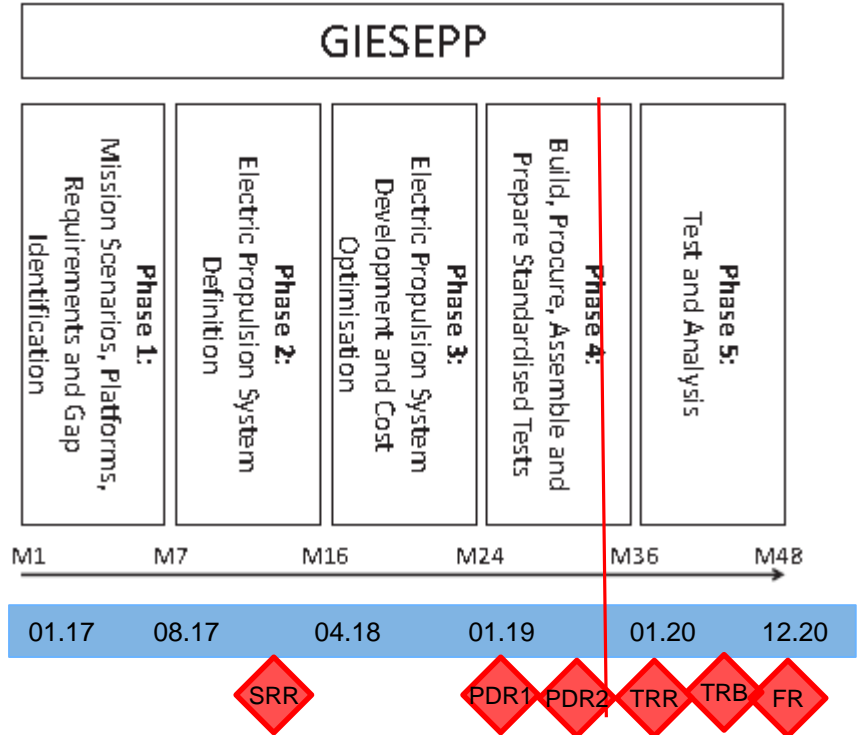 GIESEPP
Phase 1:
Mission Scenarios, Platforms,
Requirements and Gap
Identification
Phase 2:
Electric Propulsion System
Definition
Phase 3:
Electric Propulsion System
Development and Cost
Optimisation
Phase 4:
Build, Procure, Assemble and
Prepare Standardised Tests
Phase 5:
Test and Analysis
M1 M7 M16 M24 M36 M48
01.17 08.17 04.18 01.19 01.20 12.20
SRR PDR1 PDR2 TRR TRB FR